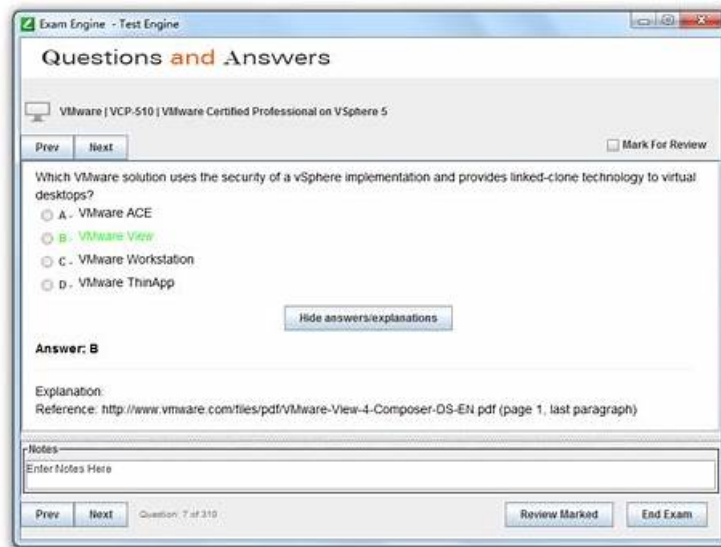 Exam Engine - Test Engine
Questions and Answers
VMware | VCP-510 | VMware Certified Professional on VSphere 5
Prev Next Mark For Review
Which VMware solution uses the security of a vSphere implementation and provides linked-clone technology to virtual
desktops?
A. VMware ACE
B. VMware View
C. VMware Workstation
D. VMware ThinApp
Hide answers/explanations
Answer: B
Explanation:
Reference: http://www.vmware.com/files/pdf/VMware-View-4-Composer-DS-EN.pdf (page 1, last paragraph)
Notes
Enter Notes Here
Prev Next Question: 7 of 310 Review Marked End Exam